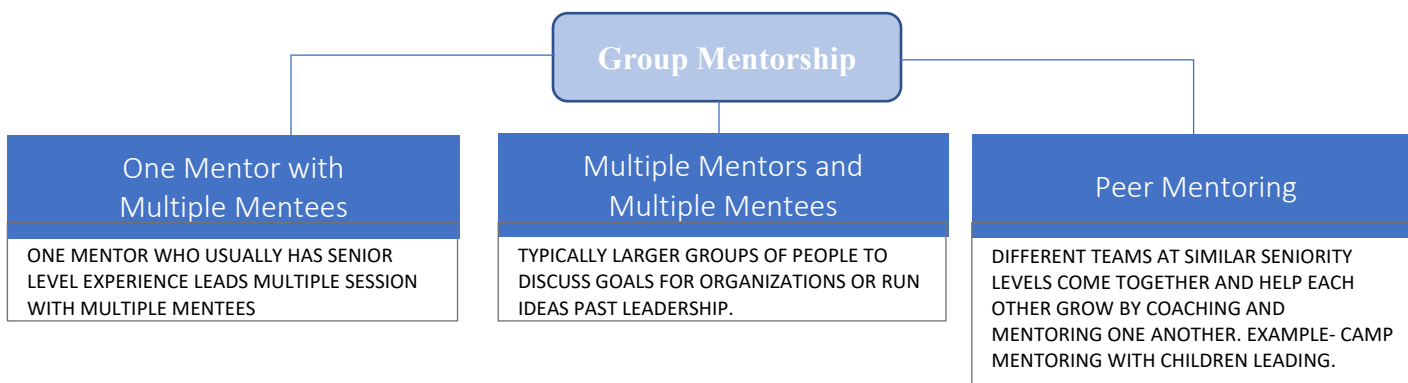 Group Mentorship
One Mentor with
Multiple Mentees
ONE MENTOR WHO USUALLY HAS SENIOR
LEVEL EXPERIENCE LEADS MULTIPLE SESSION
WITH MULTIPLE MENTEES
Multiple Mentors and
Multiple Mentees
TYPICALLY LARGER GROUPS OF PEOPLE TO
DISCUSS GOALS FOR ORGANIZATIONS OR RUN
IDEAS PAST LEADERSHIP.
Peer Mentoring
DIFFERENT TEAMS AT SIMILAR SENIORITY
LEVELS COME TOGETHER AND HELP EACH
OTHER GROW BY COACHING AND
MENTORING ONE ANOTHER. EXAMPLE- CAMP
MENTORING WITH CHILDREN LEADING.